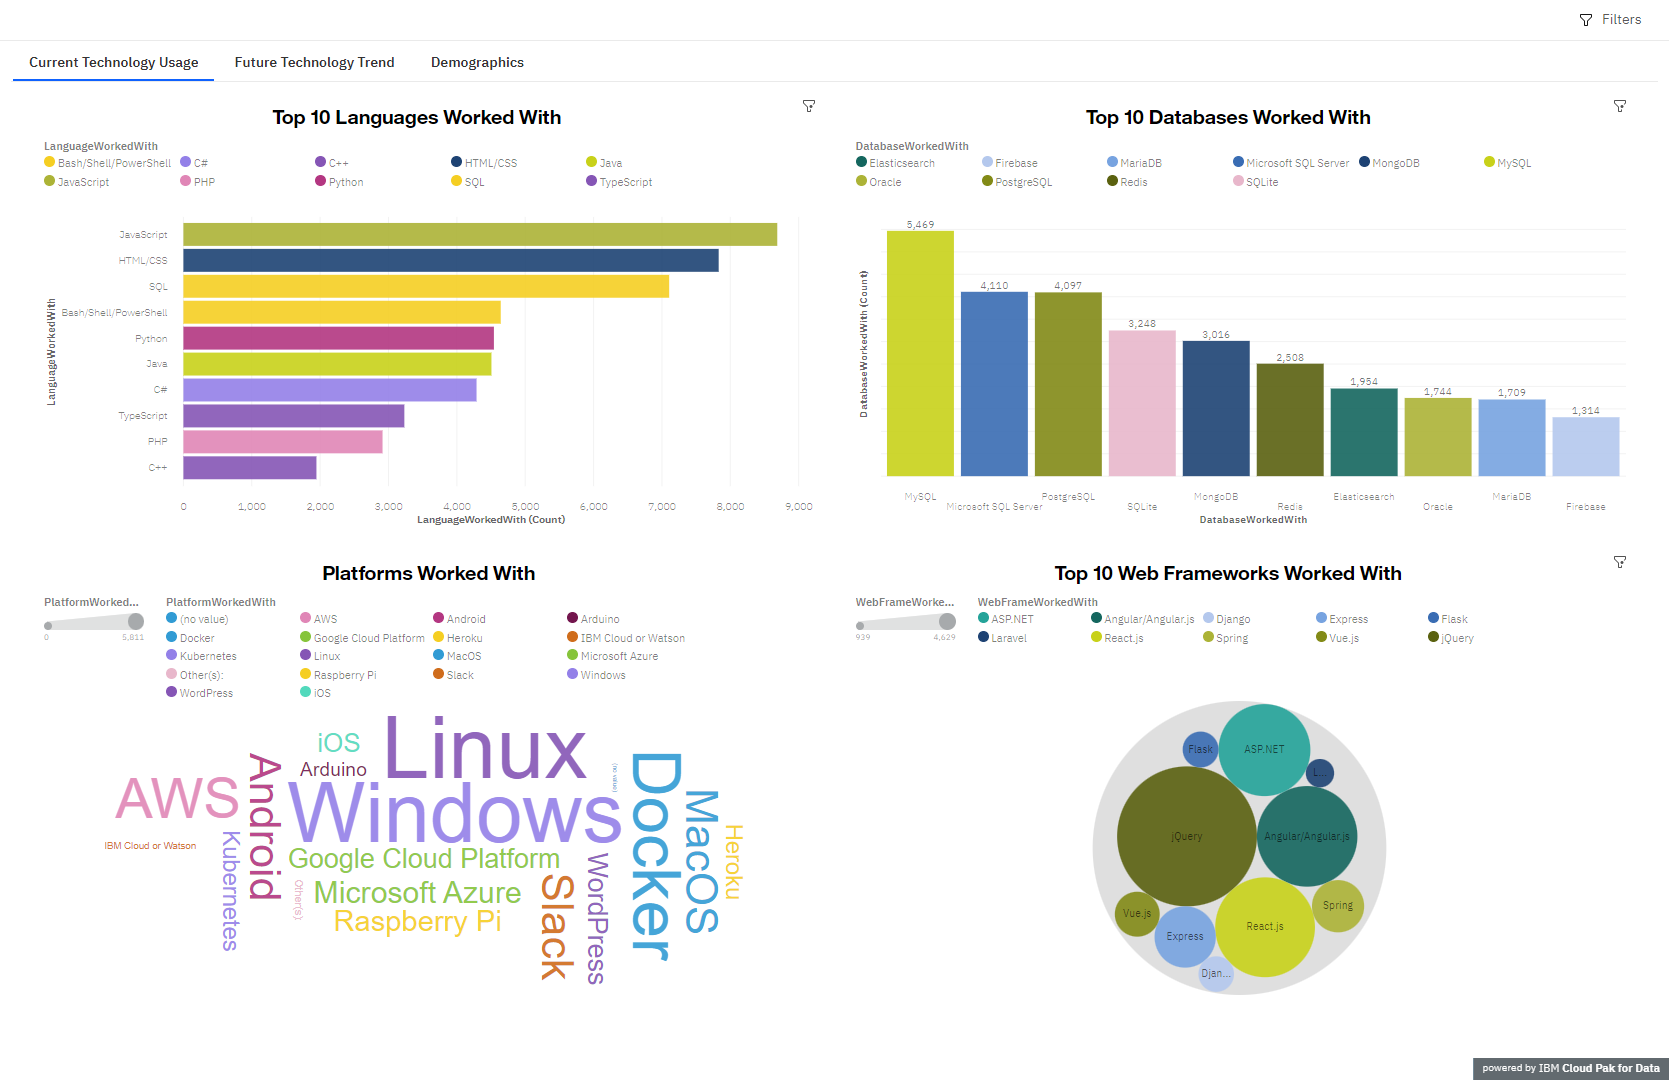 Filters
Current Technology Usage Future Technology Trend Demographics
Top 10 Languages Worked With
LanguageWorkedWith
Bash/Shell/PowerShell C# C++ HTML/CSS Java
JavaScript PHP Python SQL TypeScript
LanguageWorkedWith
JavaScript
HTML/CSS
SQL
Bash/Shell/PowerShell
Python
Java
C#
TypeScript
PHP
C++
0 1,000 2,000 3,000 4,000 5,000 6,000 7,000 8,000 9,000
LanguageWorkedWith (Count)
Top 10 Databases Worked With
DatabaseWorkedWith
Elasticsearch Firebase MariaDB Microsoft SQL Server MongoDB MySQL
Oracle PostgreSQL Redis SQLite
DatabaseWorkedWith (Count)
5,469 4,110 4,097 3,248 3,016 2,508 1,954 1,744 1,709 1,314
MySQL Microsoft SQL Server PostgreSQL SQLite MongoDB Redis Elasticsearch Oracle MariaDB Firebase
DatabaseWorkedWith
Platforms Worked With
PlatformWorked...
0 5,811
PlatformWorkedWith
(no value) AWS Android Arduino
Docker Google Cloud Platform Heroku IBM Cloud or Watson
Kubernetes Linux MacOS Microsoft Azure
Other(s): Raspberry Pi Slack Windows
WordPress iOS
iOS
Linux
Arduino
AWS
Android
Windows
(no value)
Docker
MacOS
Heroku
IBM Cloud or Watson
Kubernetes
Google Cloud Platform
Other(s):
Microsoft Azure
Raspberry Pi
Slack
WordPress
Top 10 Web Frameworks Worked With
WebFrameWorke...
939 4,629
WebFrameWorkedWith
ASP.NET Angular/Angular.js Django Express Flask
Laravel React.js Spring Vue.js jQuery
Flask
ASP.NET
L...
jQuery
Angular/Angular.js
Spring
Vue.js
React.js
Express
Djan...
powered by IBM Cloud Pak for Data